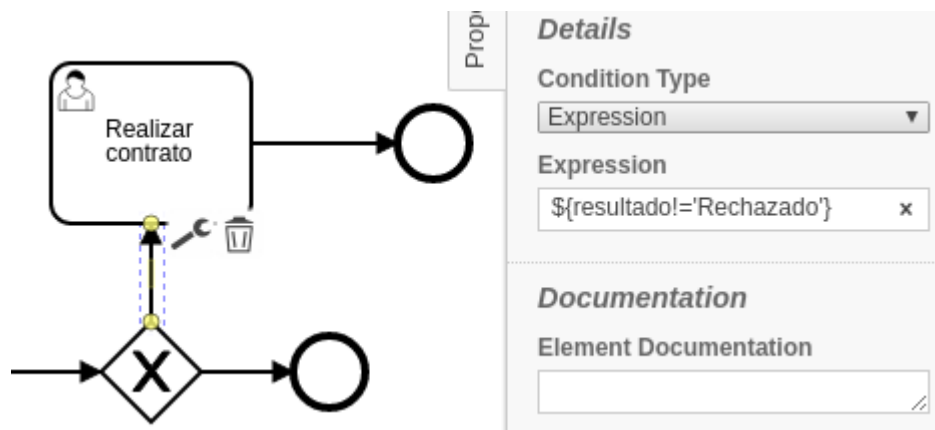 Realizar
contrato
Prope
Details
Condition Type
Expression
Expression
${resultado!='Rechazado'}
Documentation
Element Documentation